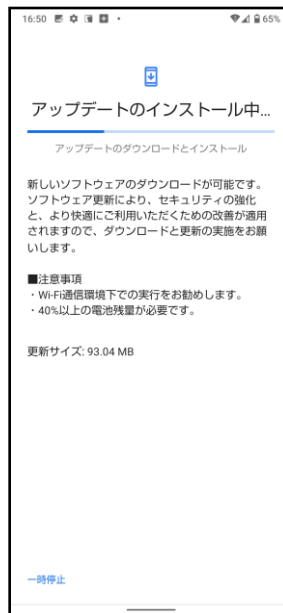 16:50
65%
アップデートのインストール中...
アップデートのダウンロードとインストール
新しいソフトウェアのダウンロードが可能です。
ソフトウェア更新により、セキュリティの強化
と、より快適にご利用いただくための改善が適用
されますので、ダウンロードと更新の実施をお願
いします。
■注意事項
・Wi-Fi通信環境下での実行をお勧めします。
・40%以上の電池残量が必要です。
更新サイズ: 93.04 MB
一時停止